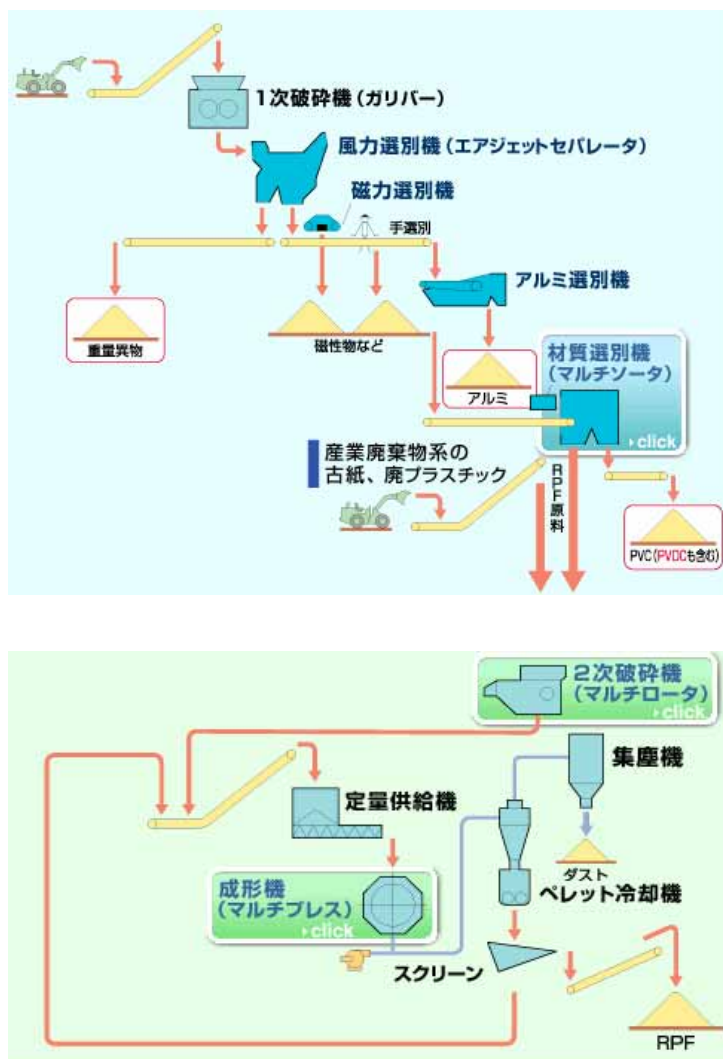 1次破砕機(ガリバー)
風力選別機(エアジェットセパレータ)
磁力選別機
手選別
アルミ選別機
重量異物
磁性物など
アルミ
材質選別機
(マルチソータ)
click
産業廃棄物系の
古紙、廃プラスチック
RPF原料
PVC(PVDCも含む)
2次破砕機
(マルチロータ)
click
集塵機
定量供給機
ダスト
ペレット冷却機
成形機
(マルチプレス)
click
スクリーン
RPF